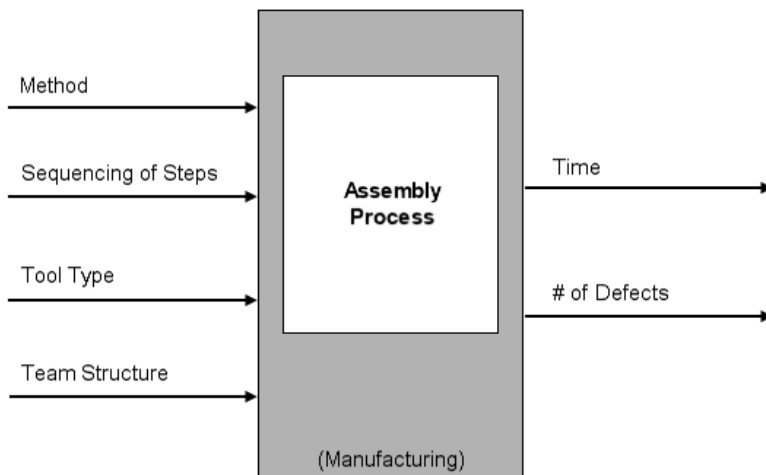 Method
Sequencing of Steps
Tool Type
Team Structure
Assembly
Process
(Manufacturing)
Time
# of Defects